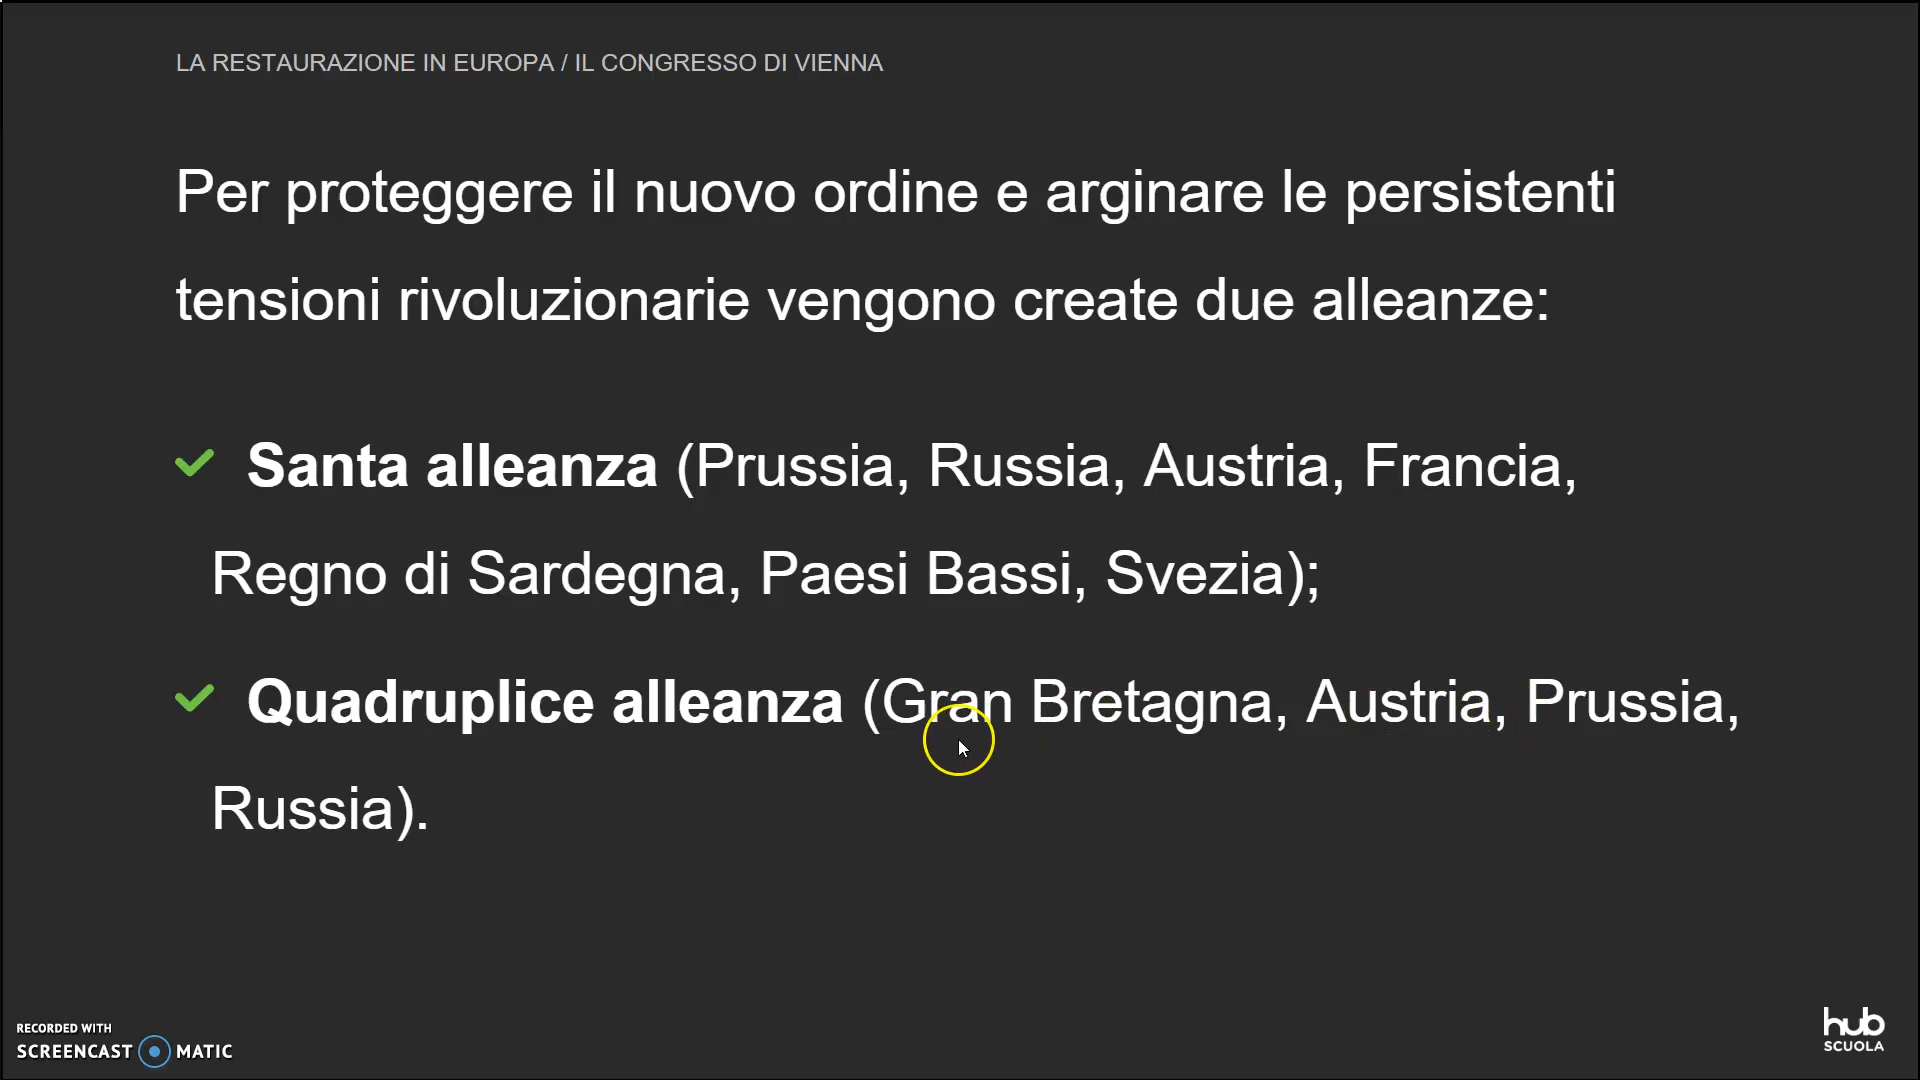 LA RESTAURAZIONE IN EUROPA / IL CONGRESSO DI VIENNA
Per proteggere il nuovo ordine e arginare le persistenti
tensioni rivoluzionarie vengono create due alleanze:
Santa alleanza (Prussia, Russia, Austria, Francia,
Regno di Sardegna, Paesi Bassi, Svezia);
Quadruplice alleanza (Gran Bretagna, Austria, Prussia,
Russia).
RECORDED WITH
SCREENCAST MATIC
hub
SCUOLA